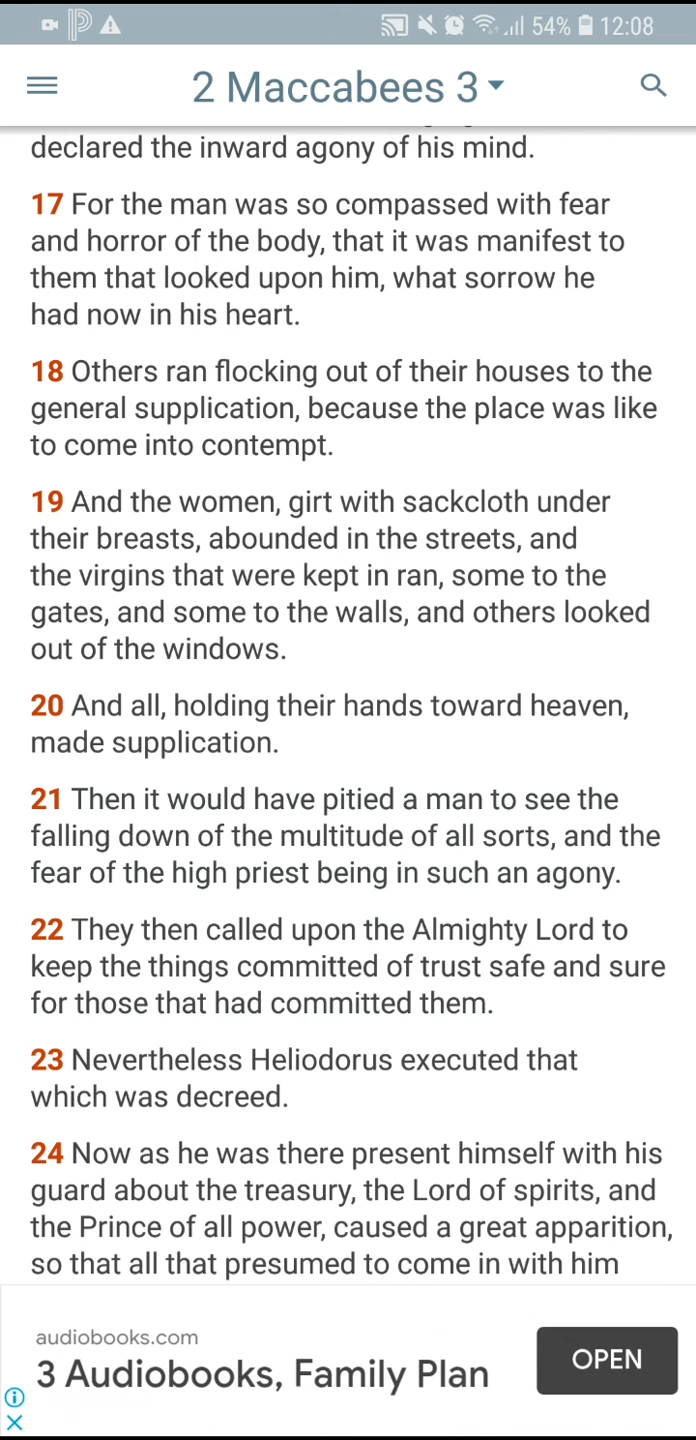 54% 12:08
2 Maccabees 3
declared the inward agony of his mind.
17 For the man was so compassed with fear
and horror of the body, that it was manifest to
them that looked upon him, what sorrow he
had now in his heart.
18 Others ran flocking out of their houses to the
general supplication, because the place was like
to come into contempt.
19 And the women, girt with sackcloth under
their breasts, abounded in the streets, and
the virgins that were kept in ran, some to the
gates, and some to the walls, and others looked
out of the windows.
20 And all, holding their hands toward heaven,
made supplication.
21 Then it would have pitied a man to see the
falling down of the multitude of all sorts, and the
fear of the high priest being in such an agony.
22 They then called upon the Almighty Lord to
keep the things committed of trust safe and sure
for those that had committed them.
23 Nevertheless Heliodorus executed that
which was decreed.
24 Now as he was there present himself with his
guard about the treasury, the Lord of spirits, and
the Prince of all power, caused a great apparition,
so that all that presumed to come in with him
audiobooks.com
3 Audiobooks, Family Plan
OPEN